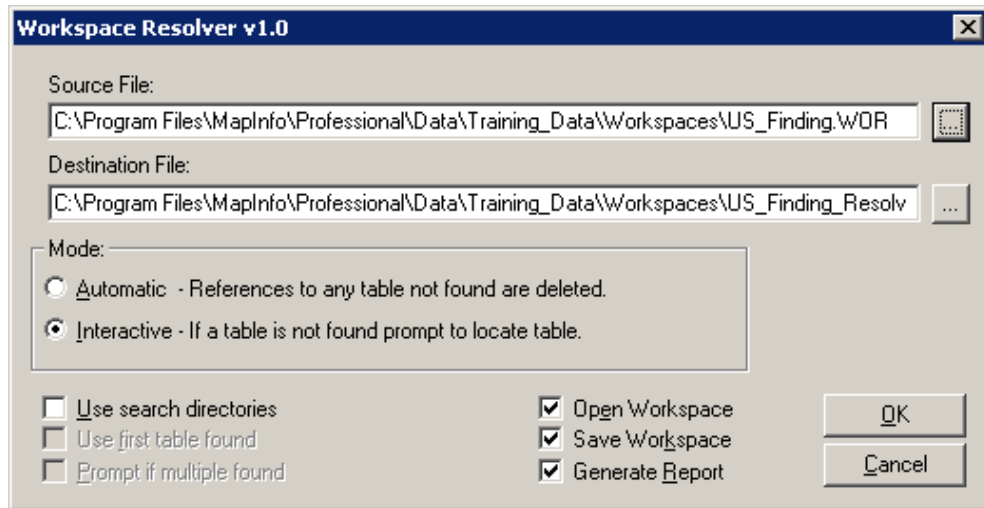 Workspace Resolver v1.0
Source File:
C:\Program Files\MapInfo\Professional\Data\Training_Data\Workspaces\US_Finding.WOR
...
Destination File:
C:\Program Files\MapInfo\Professional\Data\Training_Data\Workspaces\US_Finding_Resolv
...
Mode:
Automatic - References to any table not found are deleted.
Interactive - If a table is not found prompt to locate table.
Use search directories
Use first table found
Prompt if multiple found
Open Workspace
Save Workspace
Generate Report
OK
Cancel